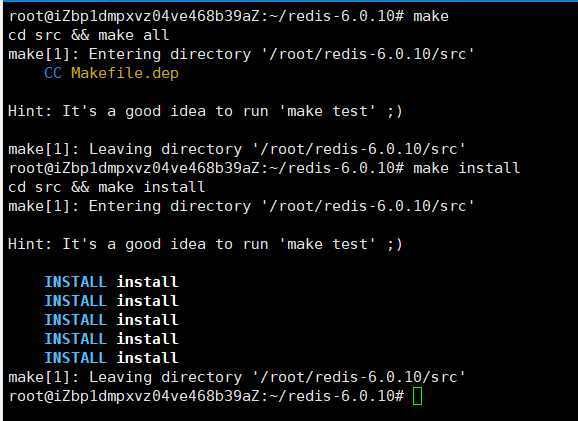 root@iZbp1dmpxvz04ve468b39aZ:~/redis-6.0.10# make
cd src && make all
make[1]: Entering directory '/root/redis-6.0.10/src'
    CC Makefile.dep
Hint: It's a good idea to run 'make test' ;)
make[1]: Leaving directory '/root/redis-6.0.10/src'
root@iZbp1dmpxvz04ve468b39aZ:~/redis-6.0.10# make install
cd src && make install
make[1]: Entering directory '/root/redis-6.0.10/src'
Hint: It's a good idea to run 'make test' ;)
    INSTALL install
    INSTALL install
    INSTALL install
    INSTALL install
    INSTALL install
make[1]: Leaving directory '/root/redis-6.0.10/src'
root@iZbp1dmpxvz04ve468b39aZ:~/redis-6.0.10#